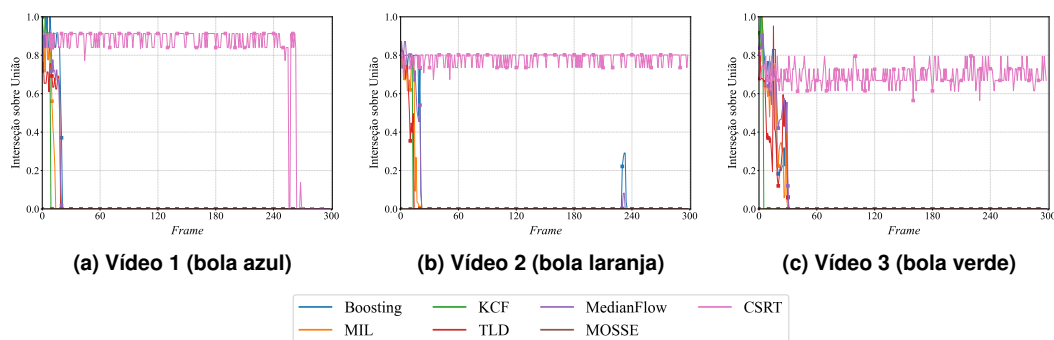 Interseção sobre União
1.0
0.8
0.6
0.4
0.2
0.0
0 60 120 180 240 300
Frame
(a) Vídeo 1 (bola azul)
Interseção sobre União
1.0
0.8
0.6
0.4
0.2
0.0
0 60 120 180 240 300
Frame
(b) Vídeo 2 (bola laranja)
Interseção sobre União
1.0
0.8
0.6
0.4
0.2
0.0
0 60 120 180 240 300
Frame
(c) Vídeo 3 (bola verde)
Boosting KCF MedianFlow CSRT
MIL TLD MOSSE